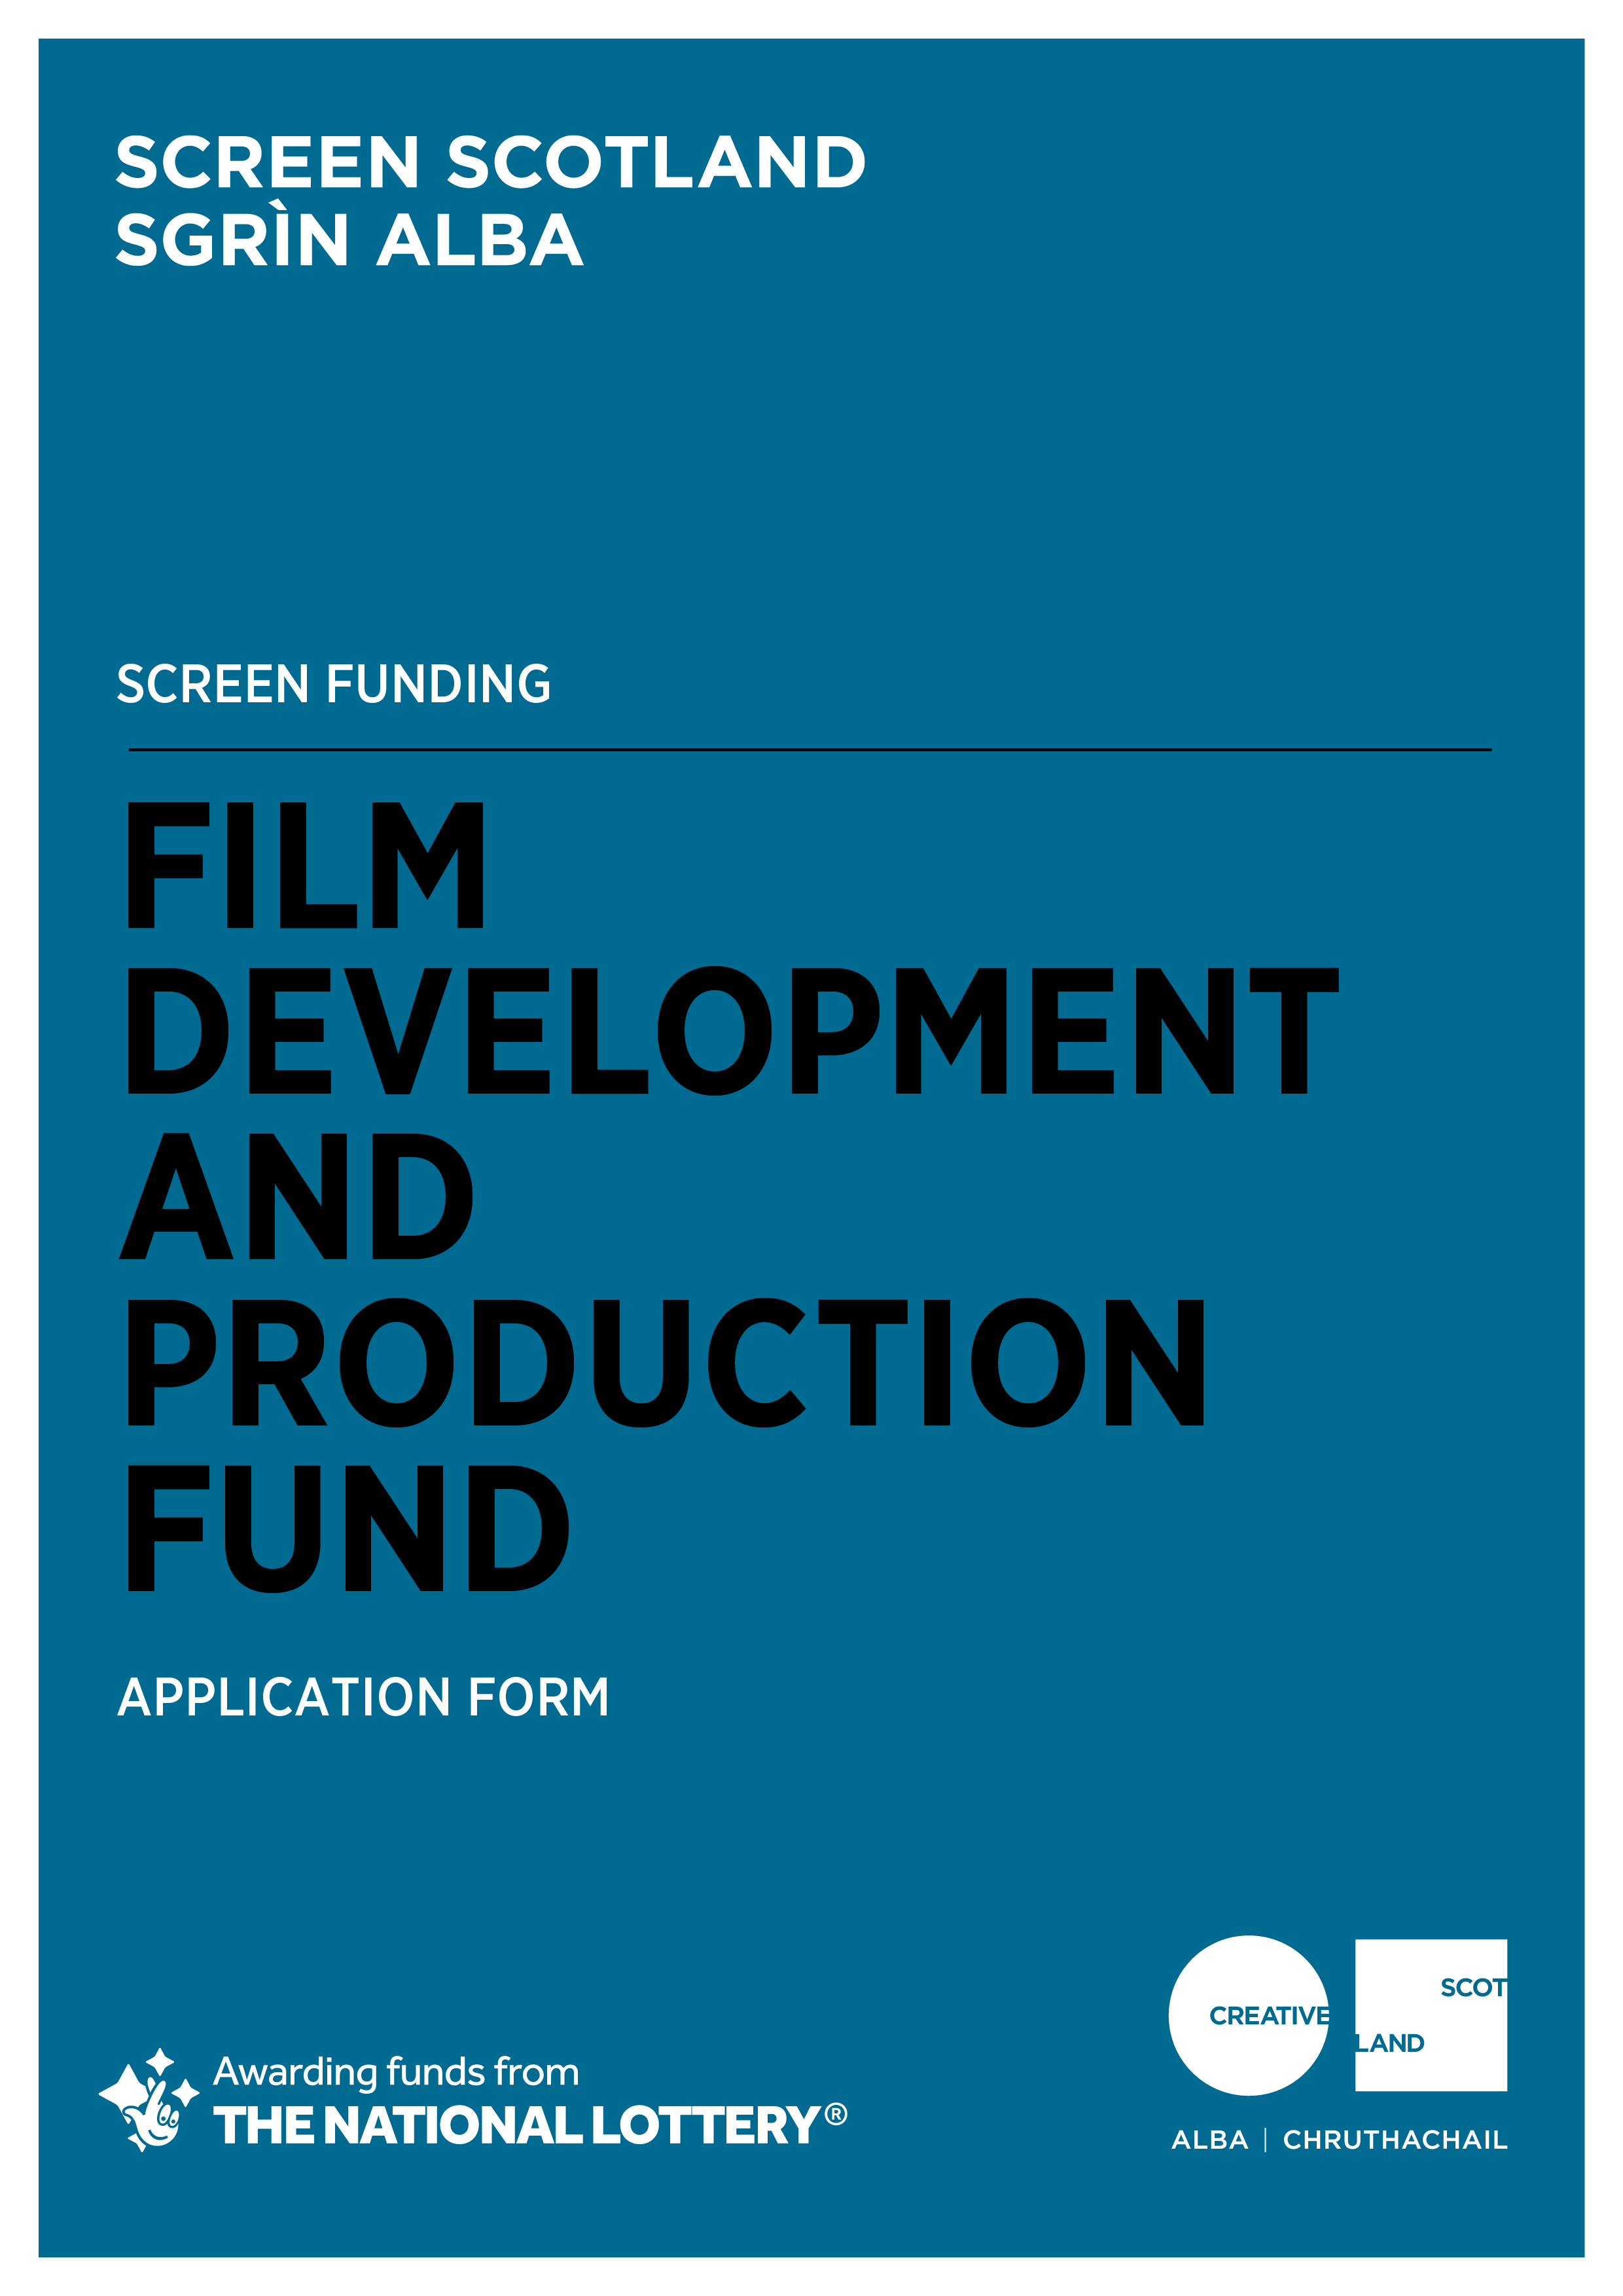 SCREEN SCOTLAND
SGRÌN ALBA
SCREEN FUNDING
FILM
DEVELOPMENT
AND
PRODUCTION
FUND
APPLICATION FORM
Awarding funds from
THE NATIONAL LOTTERY®
CREATIVE
SCOT
LAND
ALBA | CHRUTHACHAIL